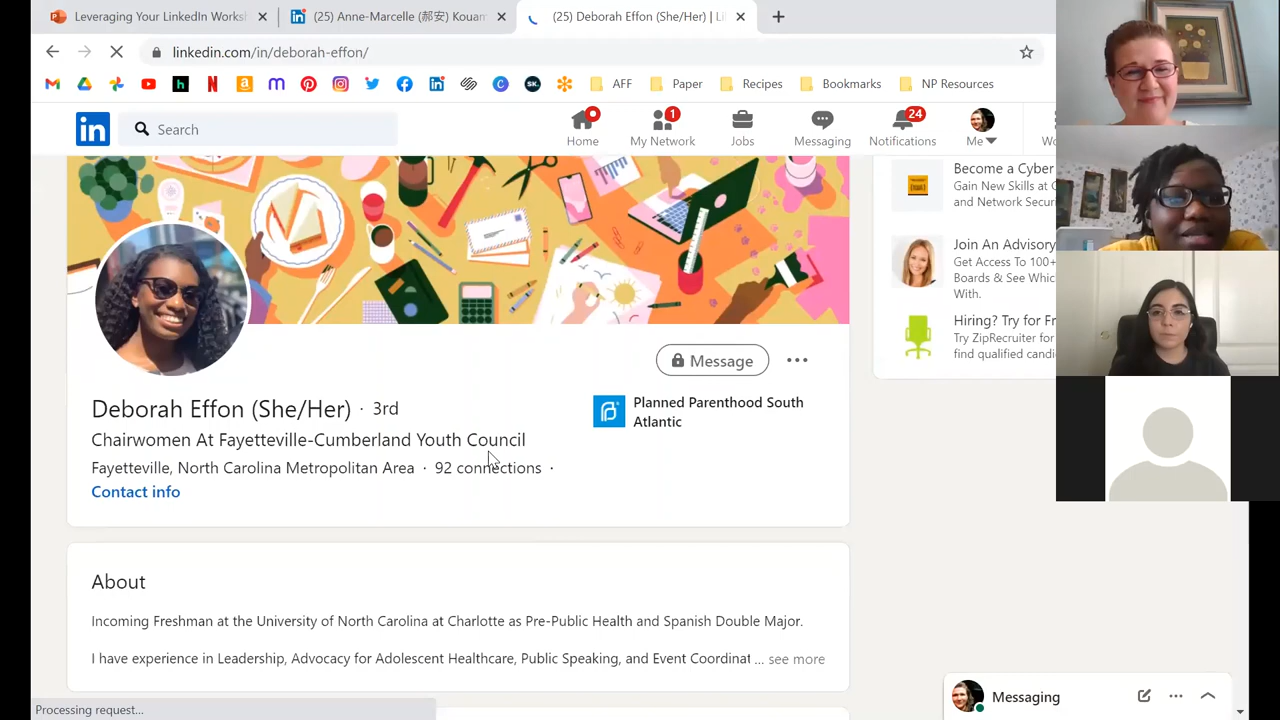 Leveraging Your LinkedIn Works
(25) Anne-Marcelle (郝安) Kouam
(25) Deborah Effon (She/Her) | Li
linkedin.com/in/deborah-effon/
AFF
Paper
Recipes
Bookmarks
NP Resources
in
Search
Home
1
My Network
Jobs
Messaging
24
Notifications
Me
Wo
Become a Cyber
Gain New Skills at
and Network Secur
Join An Advisory
Get Access To 100+
Boards & See Which
With.
Hiring? Try for Fr
Try ZipRecruiter for
find qualified candi
Message
Deborah Effon (She/Her) · 3rd
Chairwomen At Fayetteville-Cumberland Youth Council
Fayetteville, North Carolina Metropolitan Area · 92 connections ·
Contact info
Planned Parenthood South
Atlantic
About
Incoming Freshman at the University of North Carolina at Charlotte as Pre-Public Health and Spanish Double Major.
I have experience in Leadership, Advocacy for Adolescent Healthcare, Public Speaking, and Event Coordinat ... see more
Messaging
Processing request...